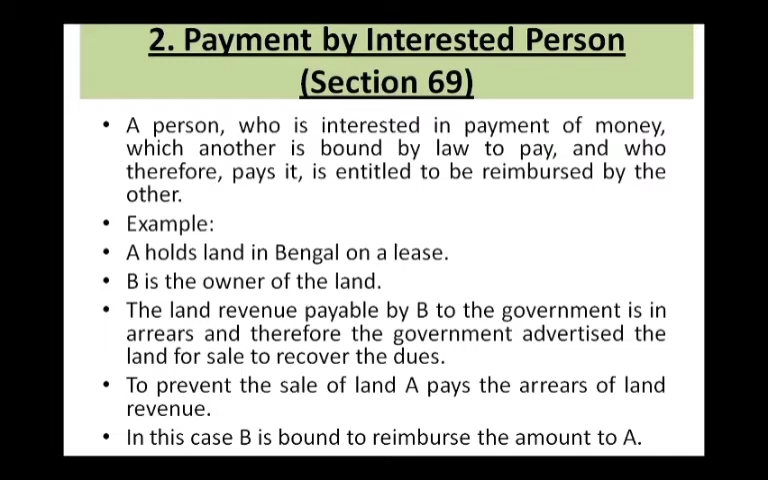 2. Payment by Interested Person
(Section 69)
• A person, who is interested in payment of money,
which another is bound by law to pay, and who
therefore, pays it, is entitled to be reimbursed by the
other.
• Example:
• A holds land in Bengal on a lease.
• B is the owner of the land.
• The land revenue payable by B to the government is in
arrears and therefore the government advertised the
land for sale to recover the dues.
• To prevent the sale of land A pays the arrears of land
revenue.
• In this case B is bound to reimburse the amount to A.